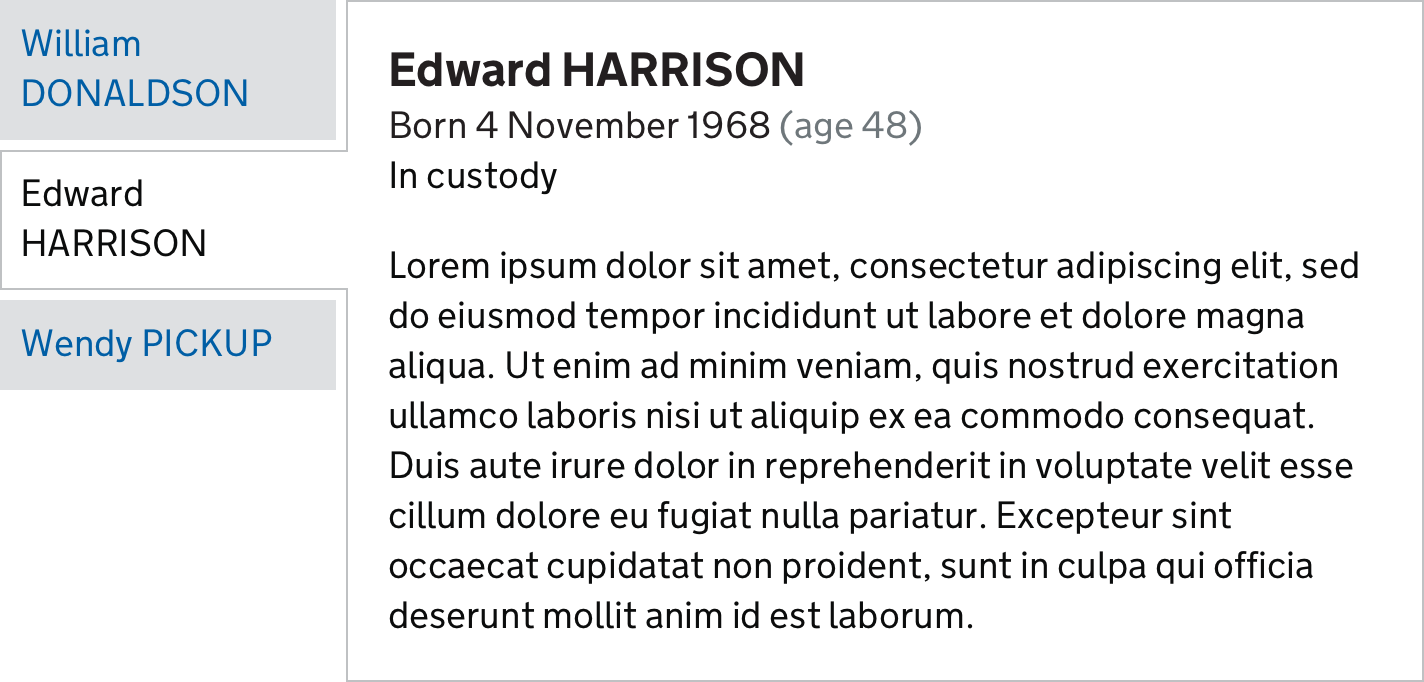 William
DONALDSON
Edward
HARRISON
Wendy PICKUP
Edward HARRISON
Born 4 November 1968 (age 48)
In custody
Lorem ipsum dolor sit amet, consectetur adipiscing elit, sed
do eiusmod tempor incididunt ut labore et dolore magna
aliqua. Ut enim ad minim veniam, quis nostrud exercitation
ullamco laboris nisi ut aliquip ex ea commodo consequat.
Duis aute irure dolor in reprehenderit in voluptate velit esse
cillum dolore eu fugiat nulla pariatur. Excepteur sint
occaecat cupidatat non proident, sunt in culpa qui officia
deserunt mollit anim id est laborum.